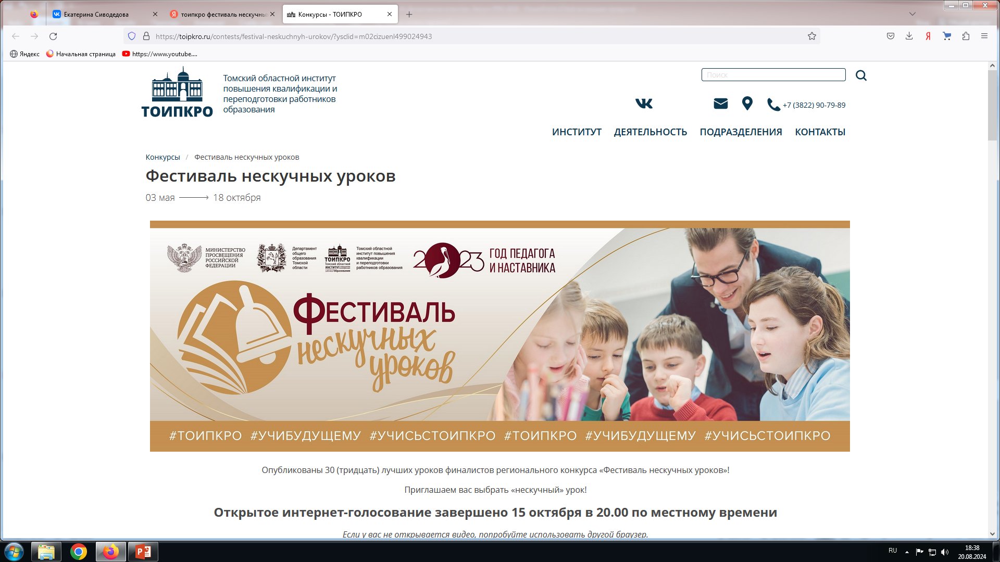 Екатерина Сиводедова
тоипкро фестиваль нескучны
Конкурсы - ТОИПКРО
https://toipkro.ru/contests/festival-neskuchnyh-urokov/?ysclid=m02cizuenl499024943
Яндекс
Начальная страница
https://www.youtube....
ТОИПКРО
Томский областной институт
повышения квалификации и
переподготовки работников
образования
Поиск
+7 (3822) 90-79-89
ИНСТИТУТ ДЕЯТЕЛЬНОСТЬ ПОДРАЗДЕЛЕНИЯ КОНТАКТЫ
Конкурсы / Фестиваль нескучных уроков
Фестиваль нескучных уроков
03 мая 18 октября
МИНИСТЕРСТВО
ПРОСВЕЩЕНИЯ
РОССИЙСКОЙ
ФЕДЕРАЦИИ
Департамент
общего
образования
Томской
области
ТОИПКРО
Томский областной
институт повышения
квалификации
и переподготовки
работников образования
2023
ГОД ПЕДАГОГА
И НАСТАВНИКА
ФЕСТИВАЛЬ
нескучных
уроков
#ТОИПКРО #УЧИБУДУЩЕМУ #УЧИСЬСТОИПКРО #ТОИПКРО #УЧИБУДУЩЕМУ #УЧИСЬСТОИПКРО
Опубликованы 30 (тридцать) лучших уроков финалистов регионального конкурса «Фестиваль нескучных уроков»!
Приглашаем вас выбрать «нескучный» урок!
Открытое интернет-голосование завершено 15 октября в 20.00 по местному времени
Если у вас не открывается видео, попробуйте использовать другой браузер.
RU
18:38
20.08.2024